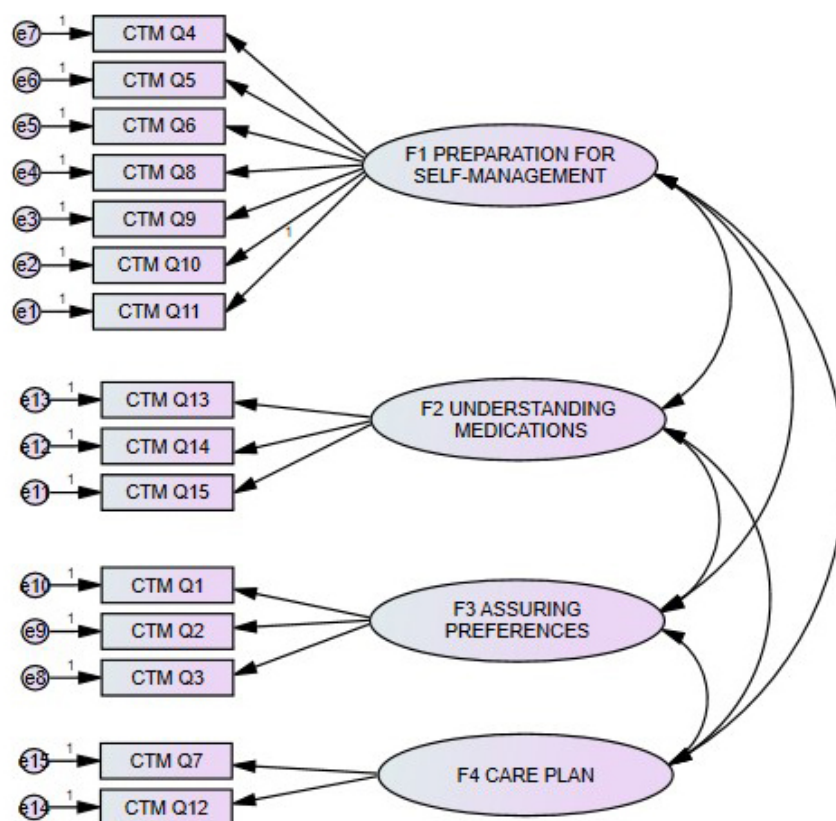 e7 1 CTM Q4
e6 1 CTM Q5
e5 1 CTM Q6
e4 1 CTM Q8
e3 1 CTM Q9
e2 1 CTM Q10
e1 1 CTM Q11
F1 PREPARATION FOR
SELF-MANAGEMENT
1
e13 1 CTM Q13
e12 1 CTM Q14
e11 1 CTM Q15
F2 UNDERSTANDING
MEDICATIONS
e10 1 CTM Q1
e9 1 CTM Q2
e8 1 CTM Q3
F3 ASSURING
PREFERENCES
e15 1 CTM Q7
e14 1 CTM Q12
F4 CARE PLAN